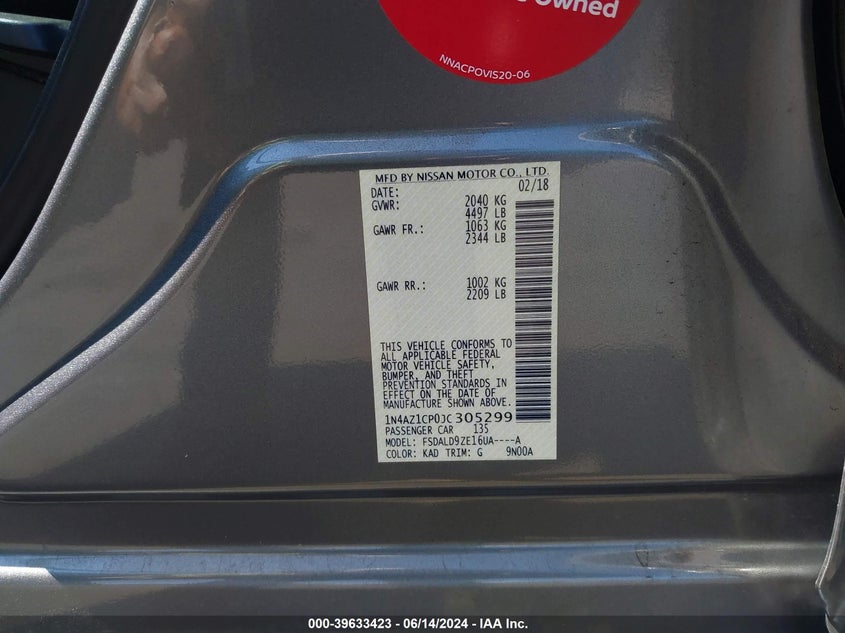 Owned
NNACPOVIS20-06
MFD BY NISSAN MOTOR CO., LTD.
DATE: 02/18
GVWR: 2040 KG
4497 LB
GAWR FR.: 1063 KG
2344 LB
GAWR RR.: 1002 KG
2209 LB
THIS VEHICLE CONFORMS TO
ALL APPLICABLE FEDERAL
MOTOR VEHICLE SAFETY,
BUMPER, AND THEFT
PREVENTION STANDARDS IN
EFFECT ON THE DATE OF
MANUFACTURE SHOWN ABOVE.
1N4AZ1CP0JC305299
PASSENGER CAR 135
MODEL: FSDALD9ZE16UA----A
COLOR: KAD TRIM: G 9N00A
000-39633423 - 06/14/2024 - IAA Inc.